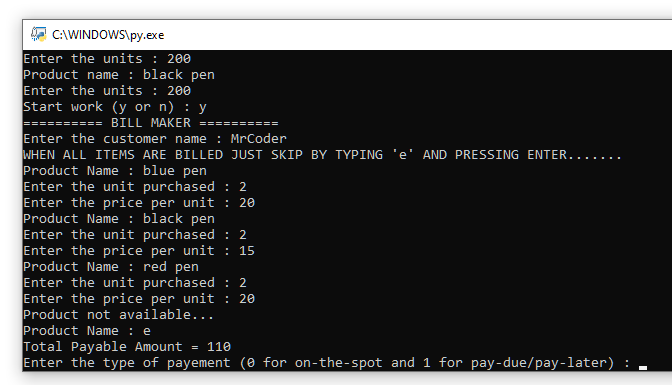 C:\WINDOWS\py.exe
Enter the units : 200
Product name : black pen
Enter the units : 200
Start work (y or n) : y
========== BILL MAKER ==========
Enter the customer name : MrCoder
WHEN ALL ITEMS ARE BILLED JUST SKIP BY TYPING 'e' AND PRESSING ENTER.......
Product Name : blue pen
Enter the unit purchased : 2
Enter the price per unit : 20
Product Name : black pen
Enter the unit purchased : 2
Enter the price per unit : 15
Product Name : red pen
Enter the unit purchased : 2
Enter the price per unit : 20
Product not available...
Product Name : e
Total Payable Amount = 110
Enter the type of payement (0 for on-the-spot and 1 for pay-due/pay-later) :